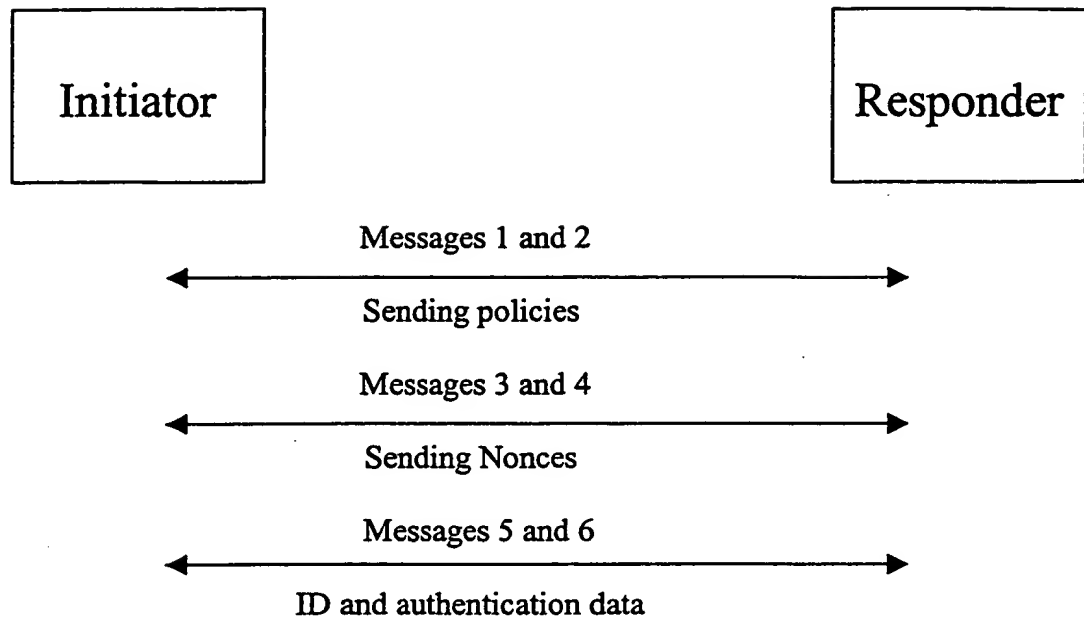 Initiator
Responder
Messages 1 and 2
Sending policies
Messages 3 and 4
Sending Nonces
Messages 5 and 6
ID and authentication data